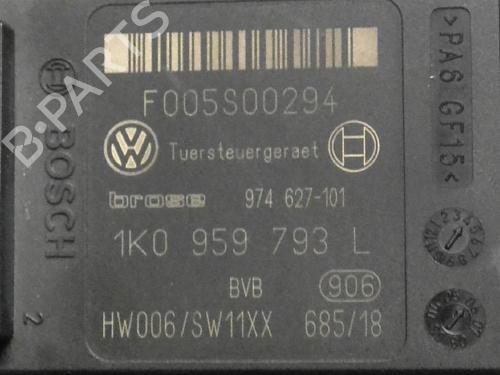 F005S00294
Tuersteuergeraet
brose 974 627-101
1K0 959 793 L
BVB 906
HW006/SW11XX 685/18
BOSCH
2
>PA6 GF15<
B-PARTS